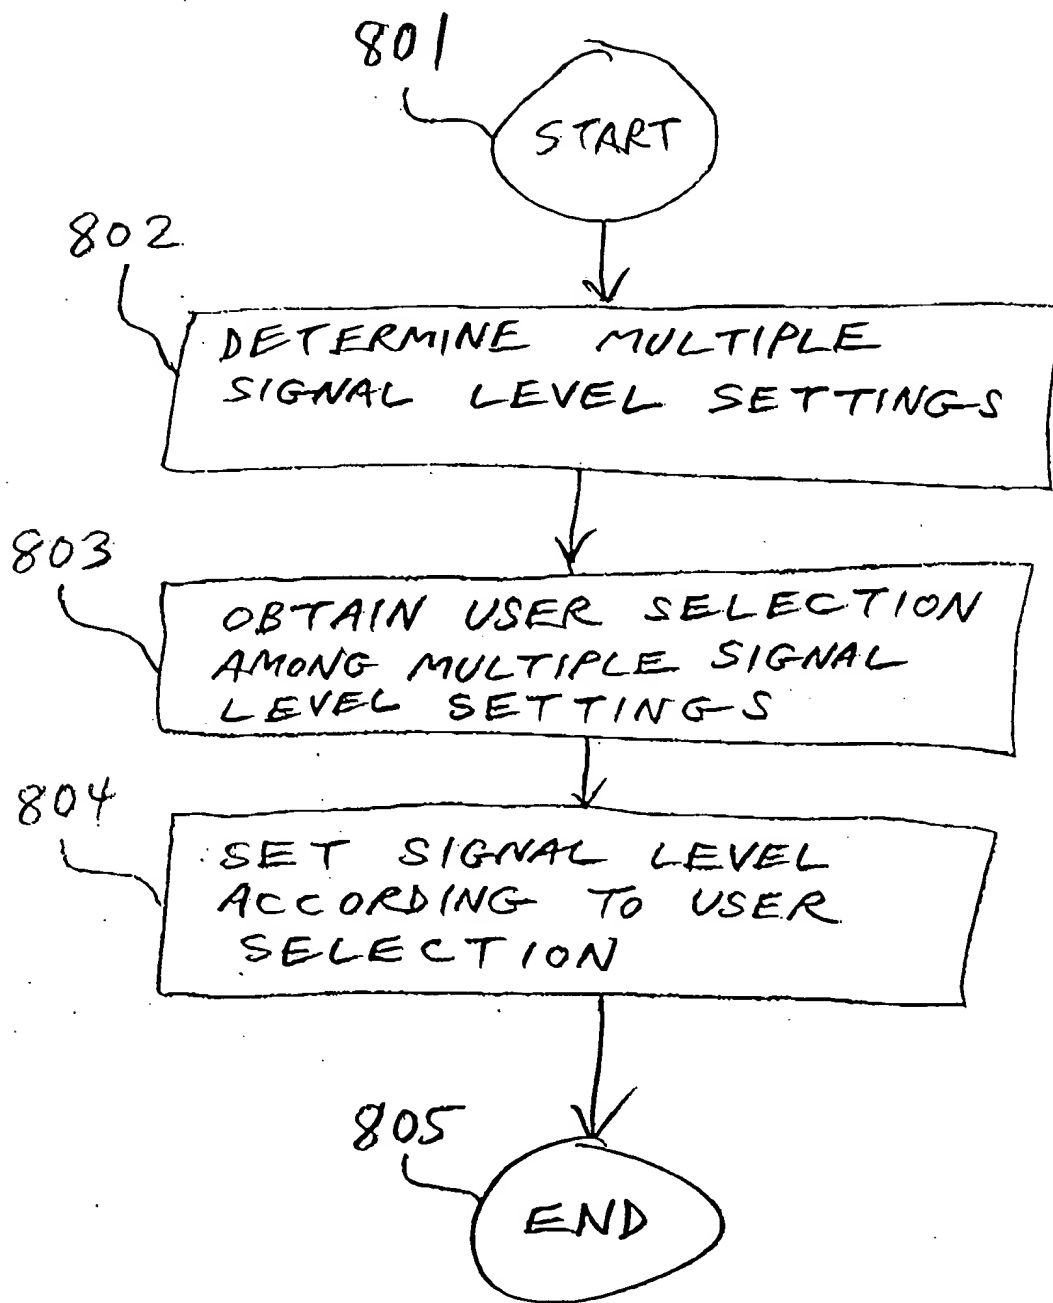 801
START
802
DETERMINE MULTIPLE
SIGNAL LEVEL SETTINGS
803
OBTAIN USER SELECTION
AMONG MULTIPLE SIGNAL
LEVEL SETTINGS
804
SET SIGNAL LEVEL
ACCORDING TO USER
SELECTION
805
END